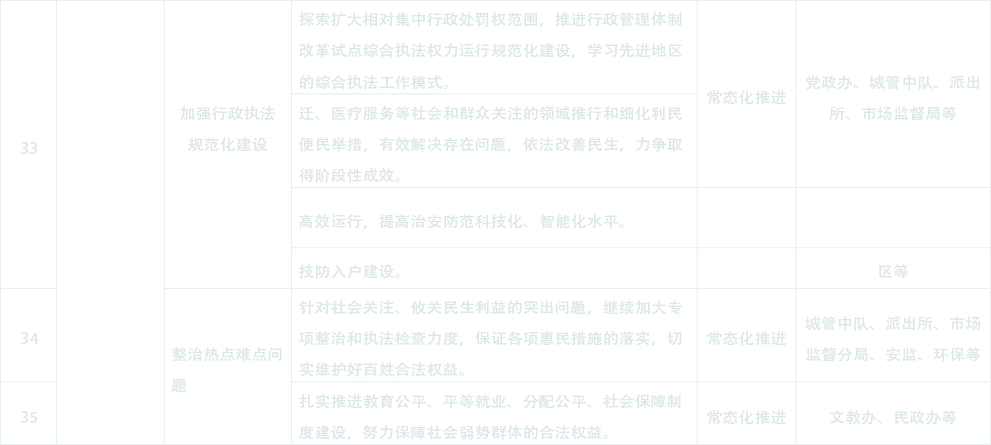 33
加强行政执法
规范化建设
探索扩大相对集中行政处罚权范围，推进行政管理体制
改革试点综合执法权力运行规范化建设，学习先进地区
的综合执法工作模式。
常态化推进
党政办、城管中队、派出
所、市场监督局等
迁、医疗服务等社会和群众关注的领域推行和细化利民
便民举措，有效解决存在问题，依法改善民生，力争取
得阶段性成效。
高效运行，提高治安防范科技化、智能化水平。
技防入户建设。
区等
34
整治热点难点问
题
针对社会关注、攸关民生利益的突出问题，继续加大专
项整治和执法检查力度，保证各项惠民措施的落实，切
实维护好百姓合法权益。
常态化推进
城管中队、派出所、市场
监督分局、安监、环保等
35
扎实推进教育公平、平等就业、分配公平、社会保障制
度建设，努力保障社会弱势群体的合法权益。
常态化推进
文教办、民政办等